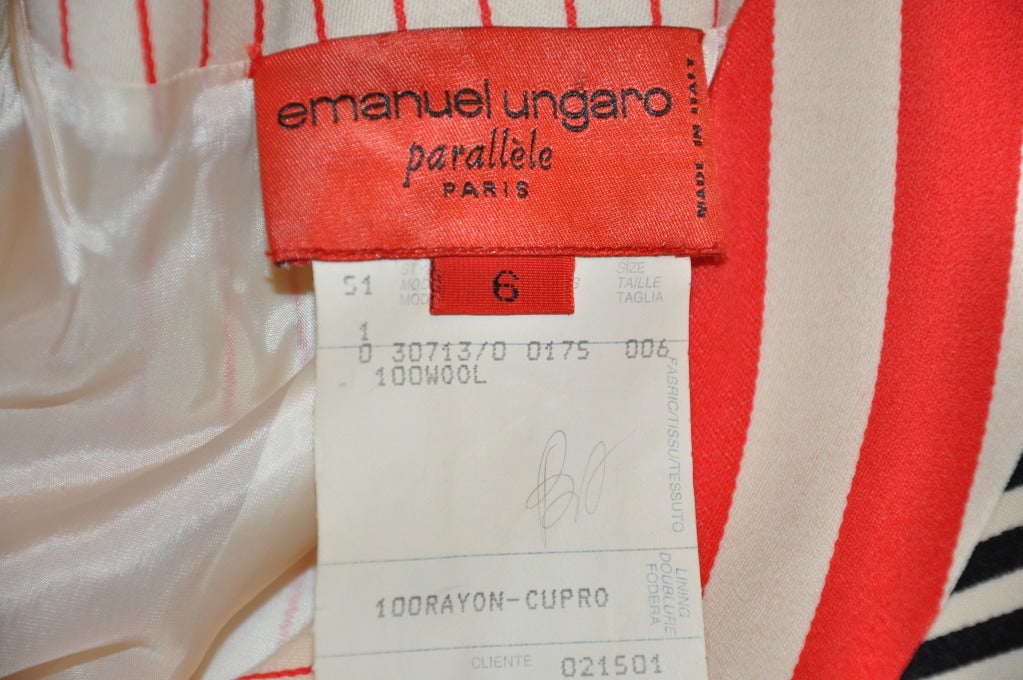 emanuel ungaro
parallèle
PARIS
MADE IN ITALY
6
51
SIZE
TAILLE
TAGLIA
1
0 30713/0 0175 006
100WOOL
FABRIC/TISSU/TESSUTO
LINING
DOUBLURE
FODERA
100RAYON-CUPRO
CLIENTE 021501